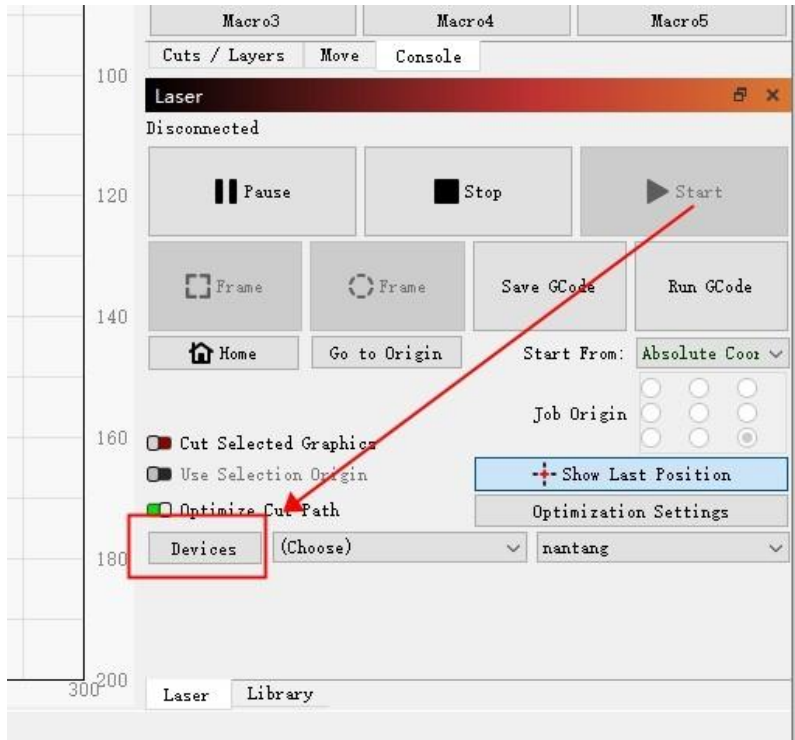 Macro3 Macro4 Macro5
Cuts / Layers Move Console
100
Laser
Disconnected
120
Pause Stop Start
Frame Frame Save GCode Run GCode
140
Home Go to Origin Start From: Absolute Coor
Job Origin
160
Cut Selected Graphics
Use Selection Origin Show Last Position
Optimize Cut Path Optimization Settings
180
Devices (Choose) nantang
300 200
Laser Library